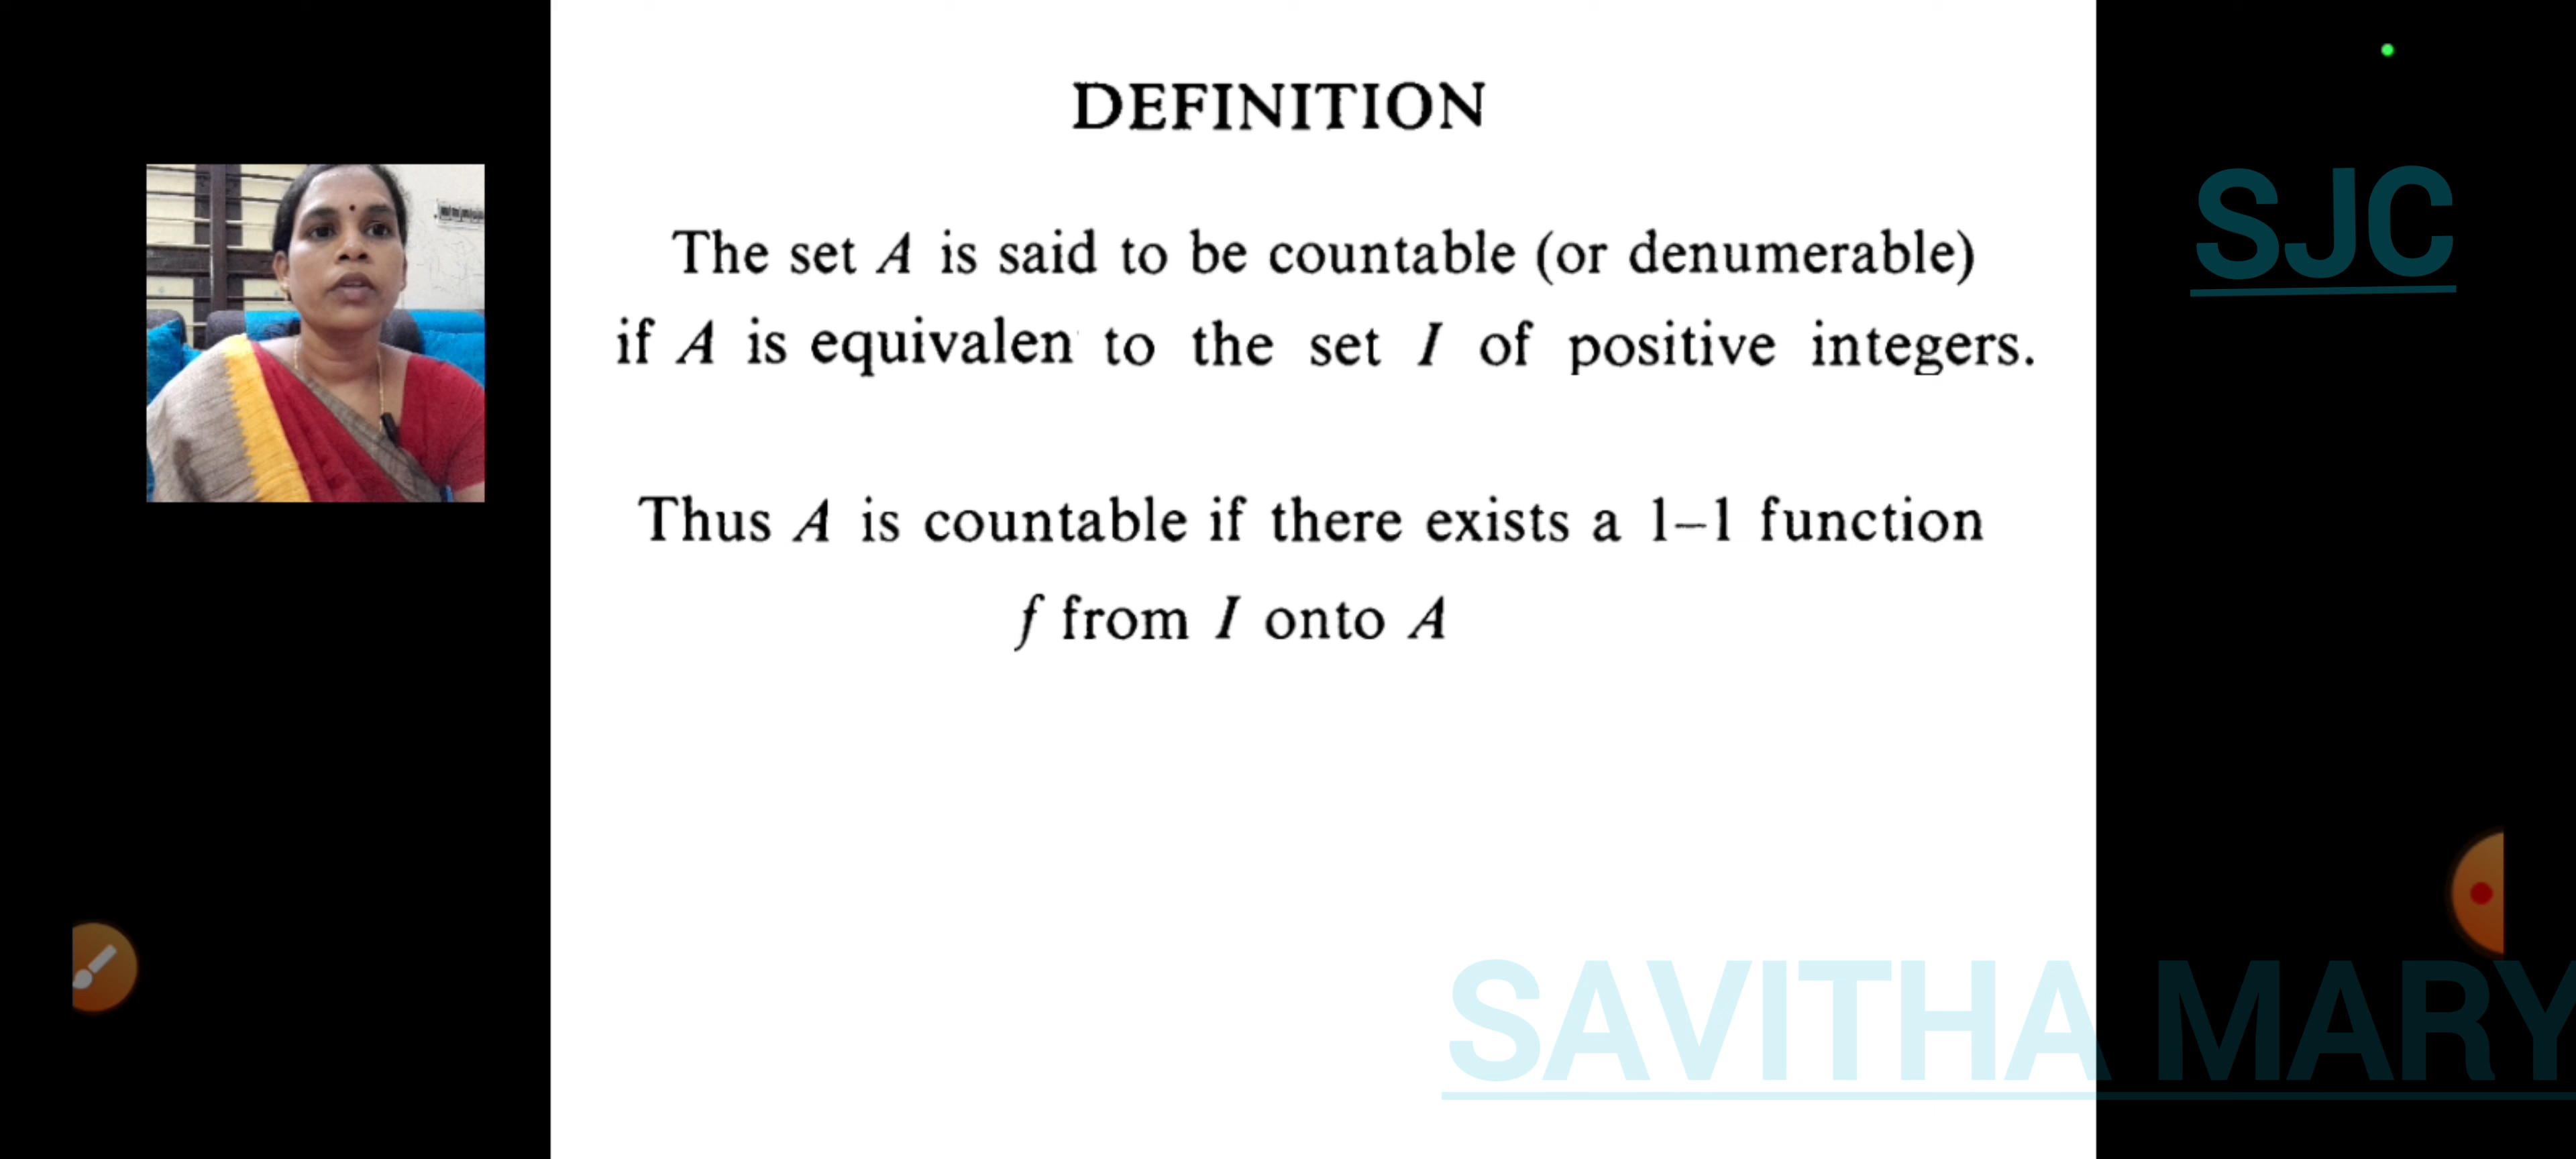 DEFINITION
SJC
The set A is said to be countable (or denumerable)
if A is equivalen to the set I of positive integers.
Thus A is countable if there exists a 1–1 function
f from I onto A
SAVITHA MARY